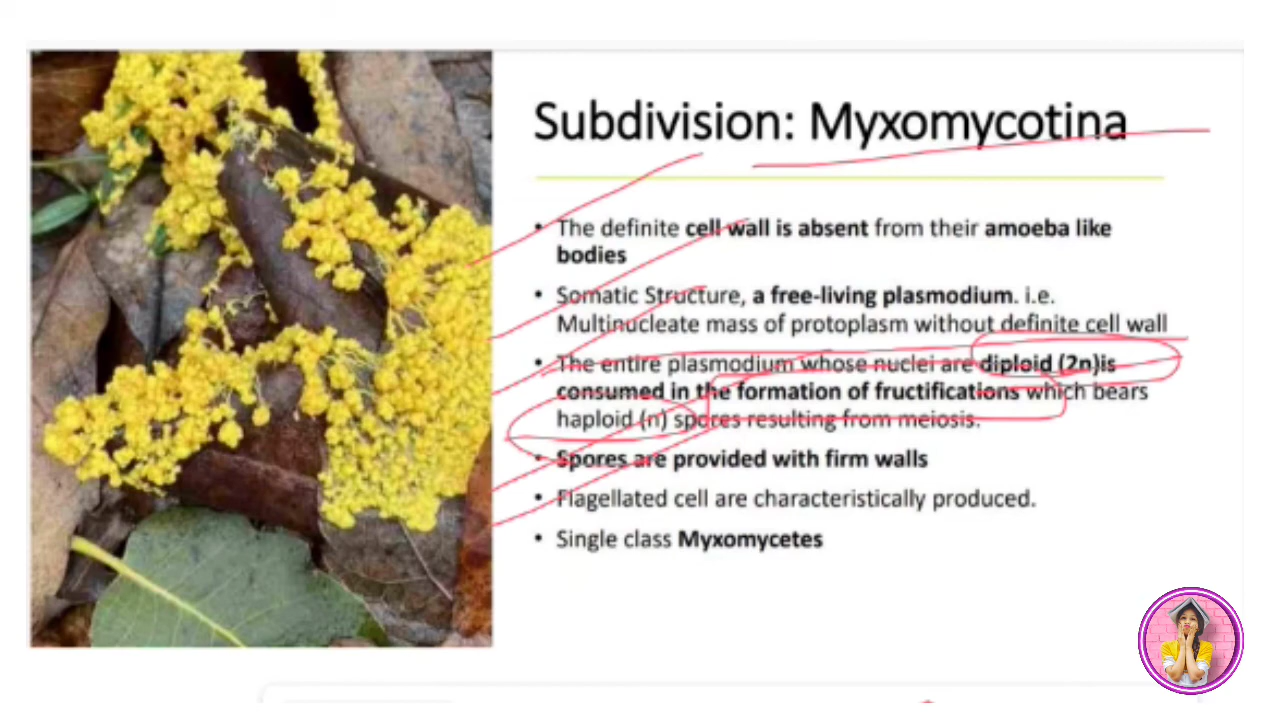 Subdivision: Myxomycotina
• The definite cell wall is absent from their amoeba like
bodies
• Somatic Structure, a free-living plasmodium. i.e.
Multinucleate mass of protoplasm without definite cell wall
• The entire plasmodium whose nuclei are diploid (2n)is
consumed in the formation of fructifications which bears
haploid (n) spores resulting from meiosis.
• Spores are provided with firm walls
• Flagellated cell are characteristically produced.
• Single class Myxomycetes